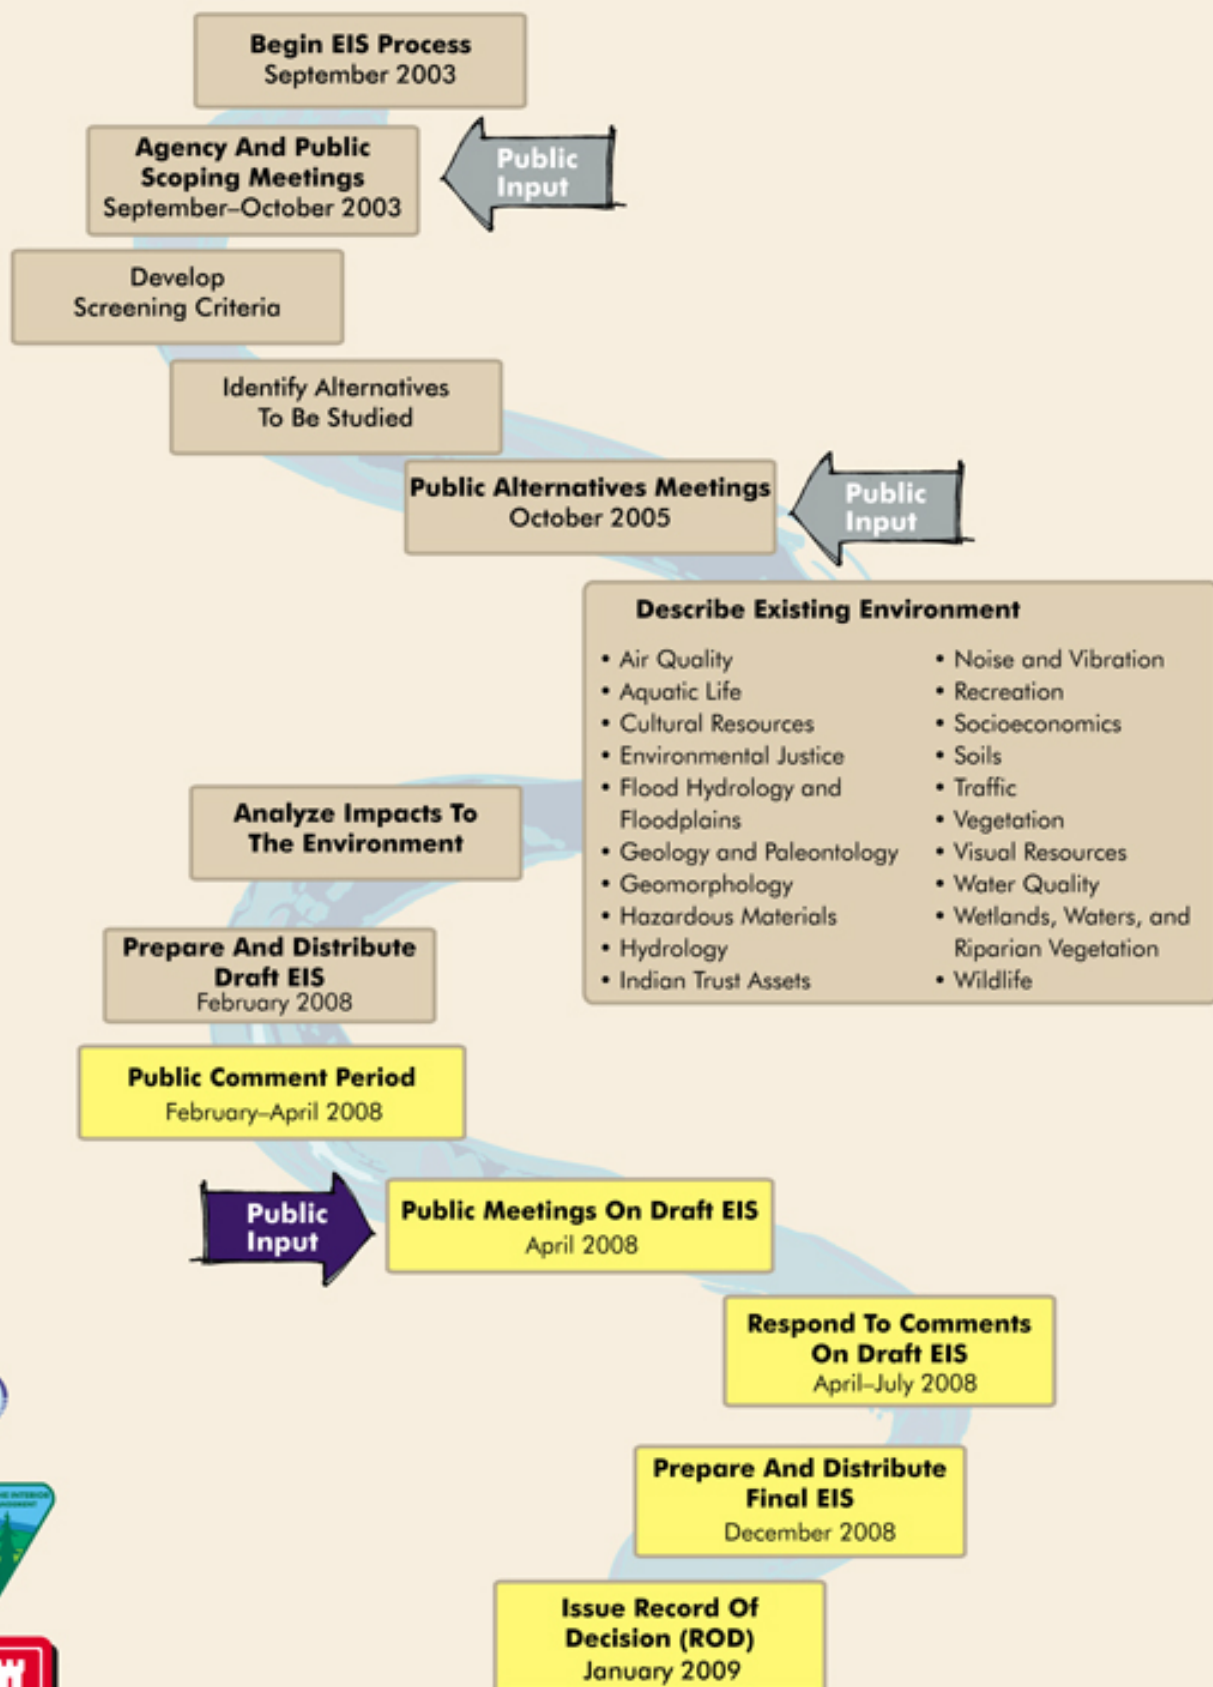 Begin EIS Process
September 2003
Agency And Public
Scoping Meetings
September–October 2003
Public
Input
Develop
Screening Criteria
Identify Alternatives
To Be Studied
Public Alternatives Meetings
October 2005
Public
Input
Describe Existing Environment
• Air Quality
• Aquatic Life
• Cultural Resources
• Environmental Justice
• Flood Hydrology and
Floodplains
• Geology and Paleontology
• Geomorphology
• Hazardous Materials
• Hydrology
• Indian Trust Assets
• Noise and Vibration
• Recreation
• Socioeconomics
• Soils
• Traffic
• Vegetation
• Visual Resources
• Water Quality
• Wetlands, Waters, and
Riparian Vegetation
• Wildlife
Analyze Impacts To
The Environment
Prepare And Distribute
Draft EIS
February 2008
Public Comment Period
February–April 2008
Public
Input
Public Meetings On Draft EIS
April 2008
Respond To Comments
On Draft EIS
April–July 2008
Prepare And Distribute
Final EIS
December 2008
Issue Record Of
Decision (ROD)
January 2009